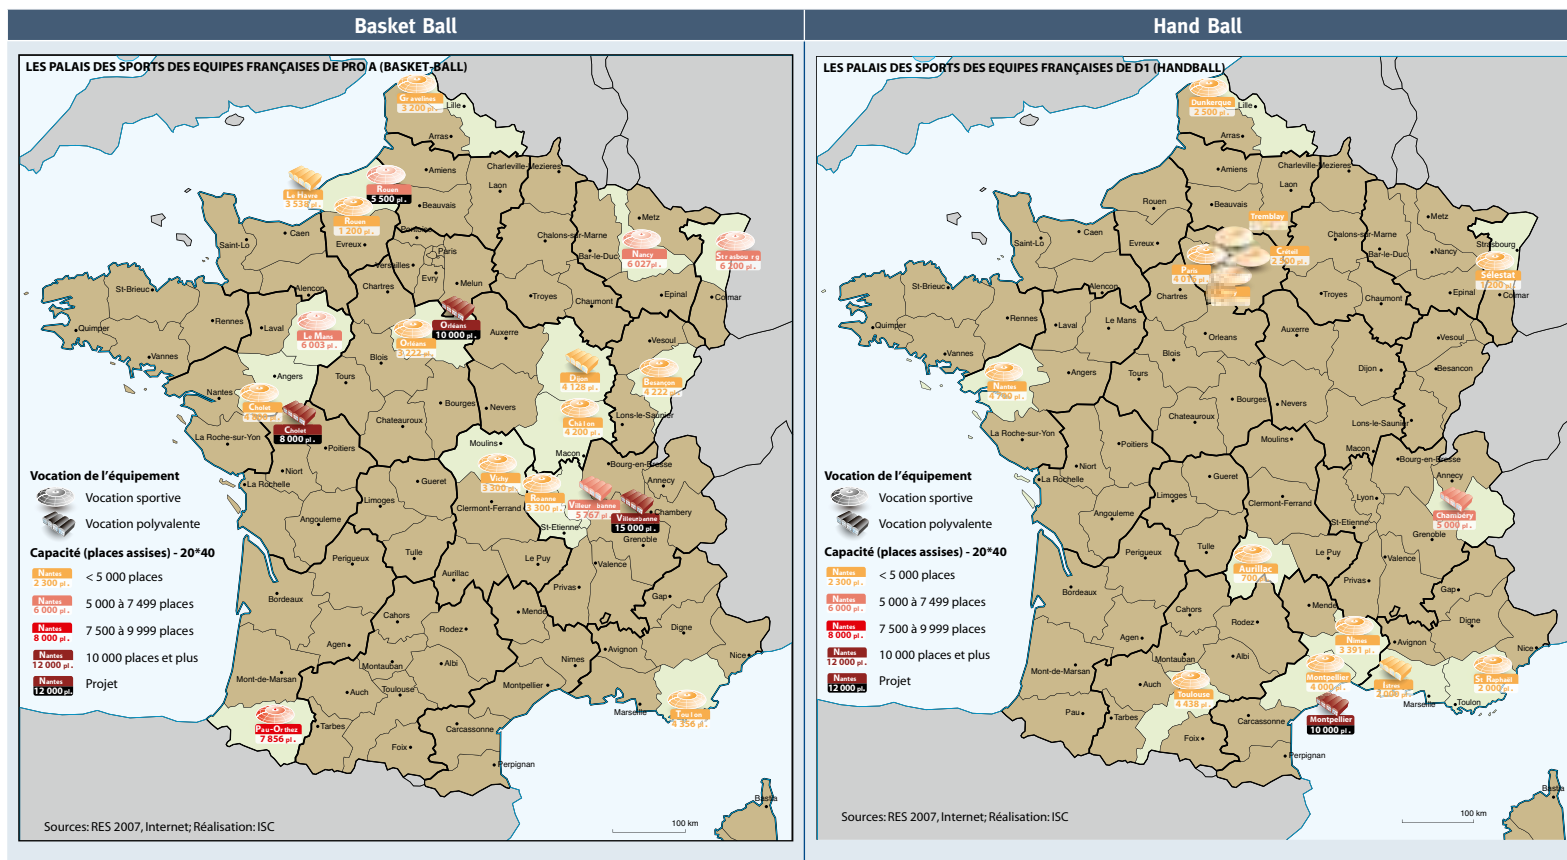 Basket Ball
Hand Ball
LES PALAIS DES SPORTS DES EQUIPES FRANÇAISES DE PRO A (BASKET-BALL)
Gravelines
3 200 pl.
Lille
Arras
Amiens
Charleville-Mezieres
Laon
Le Havre
3 538 pl.
Rouen
5 500 pl.
Beauvais
Rouen
1 200 pl.
Metz
Caen
Saint-Lo
Evreux
Pontoise
Paris
Chalons-sur-Marne
Bar-le-Duc
Nancy
6 027 pl.
Strasbourg
6 200 pl.
Versailles
Evry
Melun
St-Brieuc
Alencon
Chartres
Troyes
Chaumont
Epinal
Colmar
Quimper
Rennes
Laval
Le Mans
6 003 pl.
Orléans
3 222 pl.
Orléans
10 000 pl.
Auxerre
Vesoul
Vannes
Blois
Dijon
4 128 pl.
Besançon
4 222 pl.
Angers
Tours
Nantes
Cholet
Cholet
8 000 pl.
Bourges
Nevers
Châlon
4 200 pl.
Lons-le-Saunier
Chateauroux
La Roche-sur-Yon
Poitiers
Moulins
Macon
Bourg-en-Bresse
Niort
La Rochelle
Gueret
Vichy
3 300 pl.
Roanne
3 300 pl.
Annecy
Limoges
Clermont-Ferrand
Villeurbanne
5 767 pl.
Villeurbanne
15 000 pl.
Chambery
Angouleme
St-Etienne
Grenoble
Perigueux
Tulle
Le Puy
Valence
Aurillac
Privas
Bordeaux
Gap
Cahors
Mende
Rodez
Digne
Agen
Avignon
Montauban
Albi
Nimes
Nice
Mont-de-Marsan
Auch
Toulouse
Montpellier
Marseille
Toulon
4 356 pl.
Pau-Orthez
7 856 pl.
Tarbes
Carcassonne
Foix
Perpignan
Bastia
Vocation de l'équipement
Vocation sportive
Vocation polyvalente
Capacité (places assises) - 20*40
Nantes
2 300 pl.
< 5 000 places
Nantes
6 000 pl.
5 000 à 7 499 places
Nantes
8 000 pl.
7 500 à 9 999 places
Nantes
12 000 pl.
10 000 places et plus
Nantes
12 000 pl.
Projet
Sources: RES 2007, Internet; Réalisation: ISC
100 km
LES PALAIS DES SPORTS DES EQUIPES FRANÇAISES DE D1 (HANDBALL)
Dunkerque
2 500 pl.
Lille
Arras
Amiens
Charleville-Mezieres
Laon
Rouen
Beauvais
Tremblay
Metz
Caen
Saint-Lo
Evreux
Chalons-sur-Marne
Bar-le-Duc
Nancy
Strasbourg
Créteil
Paris
Sélestat
1 200 pl.
St-Brieuc
Alencon
Chartres
Troyes
Chaumont
Epinal
Colmar
Quimper
Rennes
Laval
Le Mans
Orleans
Auxerre
Vesoul
Vannes
Blois
Dijon
Besancon
Nantes
Angers
Tours
Bourges
Nevers
Chateauroux
Lons-le-Saunier
La Roche-sur-Yon
Poitiers
Moulins
Macon
Bourg-en-Bresse
Niort
La Rochelle
Gueret
Annecy
Limoges
Clermont-Ferrand
Lyon
Chambéry
5 000 pl.
Angouleme
St-Etienne
Grenoble
Perigueux
Tulle
Aurillac
Le Puy
Valence
Privas
Bordeaux
Gap
Cahors
Mende
Rodez
Digne
Agen
Nimes
3 391 pl.
Avignon
Montauban
Albi
Nice
Mont-de-Marsan
Auch
Toulouse
4 438 pl.
Montpellier
4 000 pl.
Istres
St Raphaël
2 000 pl.
Marseille
Toulon
Pau
Tarbes
Montpellier
10 000 pl.
Carcassonne
Foix
Perpignan
Bastia
Vocation de l'équipement
Vocation sportive
Vocation polyvalente
Capacité (places assises) - 20*40
Nantes
2 300 pl.
< 5 000 places
Nantes
6 000 pl.
5 000 à 7 499 places
Nantes
8 000 pl.
7 500 à 9 999 places
Nantes
12 000 pl.
10 000 places et plus
Nantes
12 000 pl.
Projet
Sources: RES 2007, Internet; Réalisation: ISC
100 km